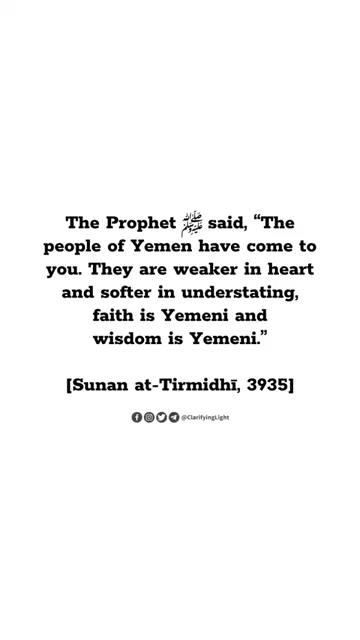 The Prophet ﷺ said, “The
people of Yemen have come to
you. They are weaker in heart
and softer in understating,
faith is Yemeni and
wisdom is Yemeni.”
[Sunan at-Tirmidhī, 3935]
@ClarifyingLight